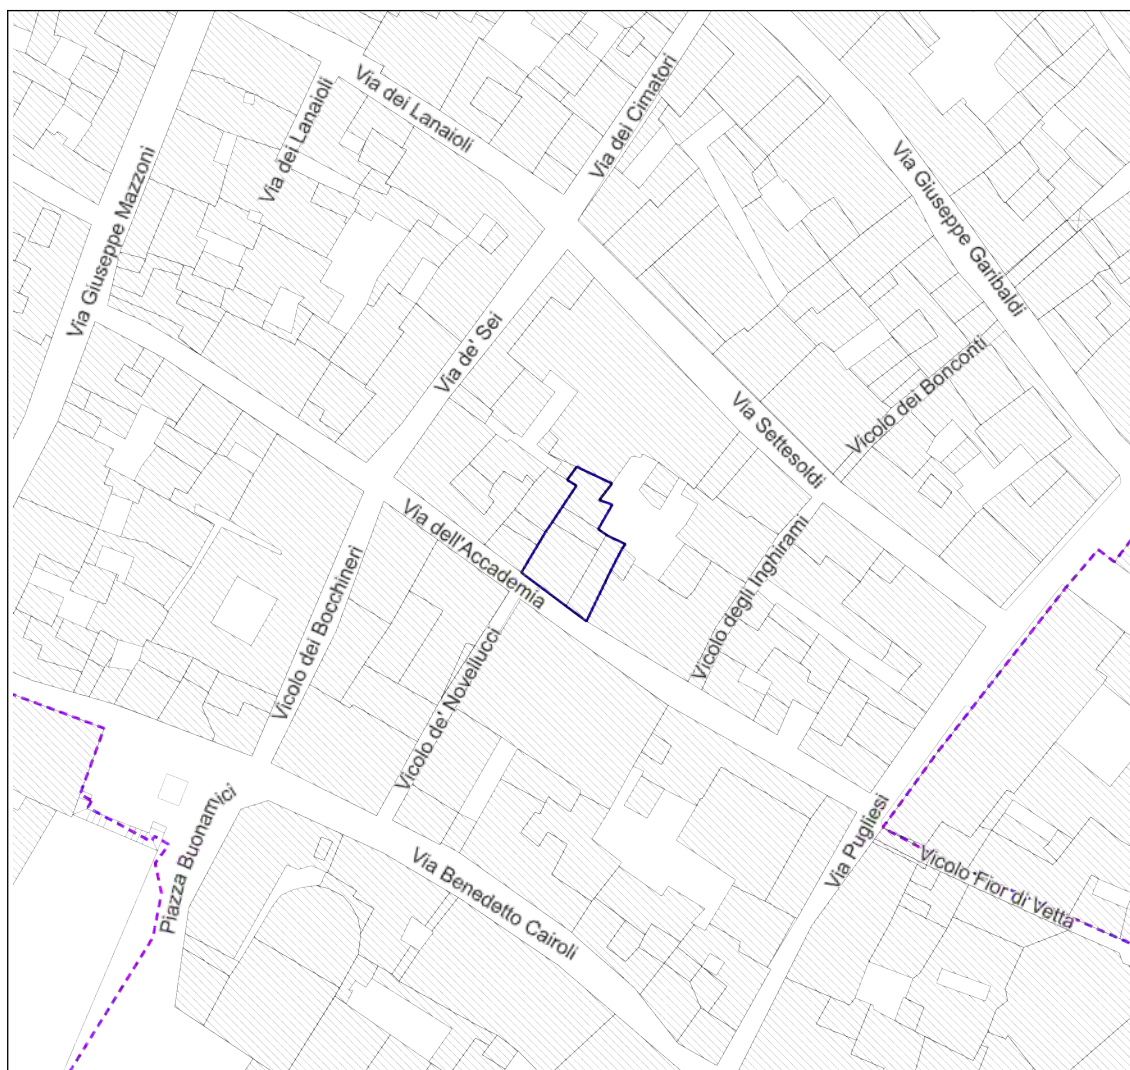 Via dei Lanaioli
Via dei Cimatori
Via dei Lanaioli
Via Giuseppe Mazzoni
Via Giuseppe Garibaldi
Via de' Sei
Vicolo dei Bonconti
Via Settesoldi
Via dell'Accademia
Vicolo degli Inghirami
Vicolo dei Bocchineri
Vicolo de' Novellucci
Piazza Buonamici
Via Pugliesi
Via Benedetto Cairoli
Vicolo Fior di Vetta